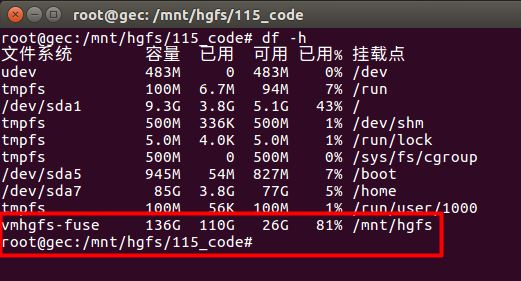 root@gec: /mnt/hgfs/115_code
root@gec:/mnt/hgfs/115_code# df -h
文件系统 容量 已用 可用 已用% 挂载点
udev 483M 0 483M 0% /dev
tmpfs 100M 6.7M 94M 7% /run
/dev/sda1 9.3G 3.8G 5.1G 43% /
tmpfs 500M 336K 500M 1% /dev/shm
tmpfs 5.0M 4.0K 5.0M 1% /run/lock
tmpfs 500M 0 500M 0% /sys/fs/cgroup
/dev/sda5 945M 54M 827M 7% /boot
/dev/sda7 85G 3.8G 77G 5% /home
tmpfs 100M 56K 100M 1% /run/user/1000
vmhgfs-fuse 136G 110G 26G 81% /mnt/hgfs
root@gec:/mnt/hgfs/115_code#